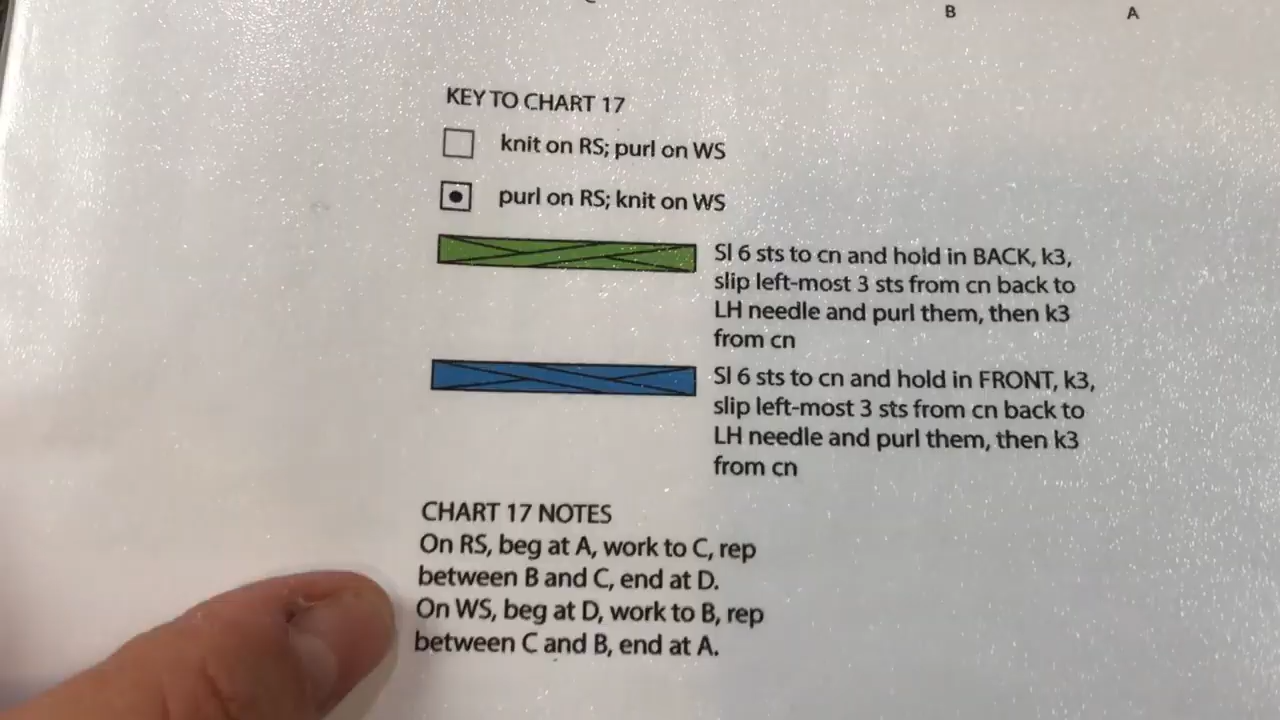 B A
KEY TO CHART 17
knit on RS; purl on WS
purl on RS; knit on WS
Sl 6 sts to cn and hold in BACK, k3,
slip left-most 3 sts from cn back to
LH needle and purl them, then k3
from cn
Sl 6 sts to cn and hold in FRONT, k3,
slip left-most 3 sts from cn back to
LH needle and purl them, then k3
from cn
CHART 17 NOTES
On RS, beg at A, work to C, rep
between B and C, end at D.
On WS, beg at D, work to B, rep
between C and B, end at A.